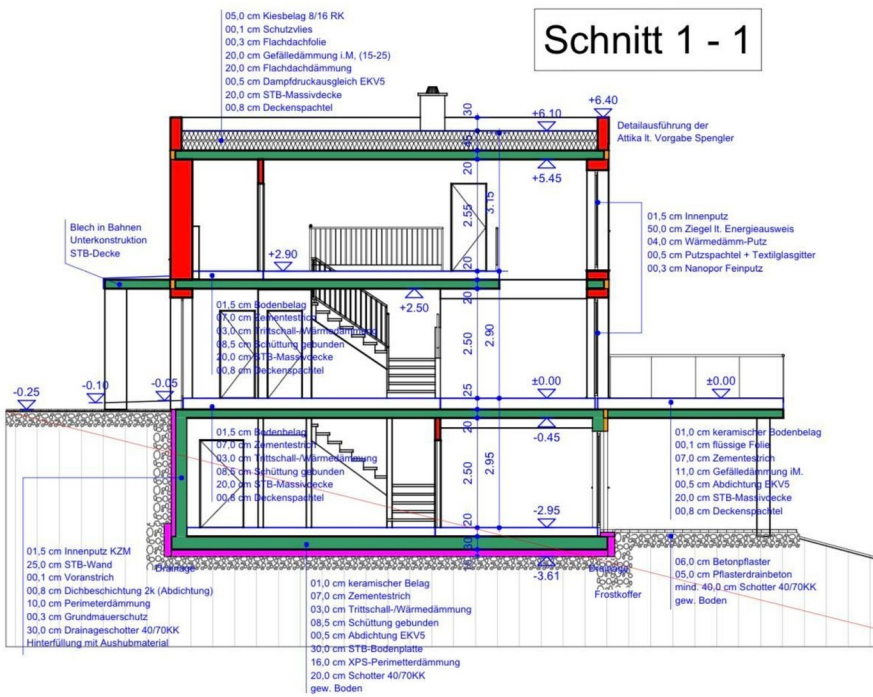 05,0 cm Kiesbelag 8/16 RK
00,1 cm Schutzvlies
00,3 cm Flachdachfolie
20,0 cm Gefälledämmung i.M, (15-25)
20,0 cm Flachdachdämmung
00,5 cm Dampfdruckausgleich EKV5
20,0 cm STB-Massivdecke
00,8 cm Deckenspachtel
Schnitt 1 - 1
30
+6.10
+6.40
Detailausführung der
Attika lt. Vorgabe Spengler
45
20
+5.45
2.55
3.15
01,5 cm Innenputz
50,0 cm Ziegel lt. Energieausweis
04,0 cm Wärmedämm-Putz
00,5 cm Putzspachtel + Textilglasgitter
00,3 cm Nanopor Feinputz
Blech in Bahnen
Unterkonstruktion
STB-Decke
+2.90
20
20
+2.50
01,5 cm Bodenbelag
07,0 cm Zementestrich
03,0 cm Trittschall-/Wärmedämmung
08,5 cm Schüttung gebunden
20,0 cm STB-Massivdecke
00,8 cm Deckenspachtel
2.50
2.90
-0.25
-0.10
-0.05
25
±0.00
±0.00
20
-0.45
01,5 cm Bodenbelag
07,0 cm Zementestrich
03,0 cm Trittschall-/Wärmedämmung
08,5 cm Schüttung gebunden
20,0 cm STB-Massivdecke
00,8 cm Deckenspachtel
2.50
2.95
01,0 cm keramischer Bodenbelag
00,1 cm flüssige Folie
07,0 cm Zementestrich
11,0 cm Gefälledämmung iM.
00,5 cm Abdichtung EKV5
20,0 cm STB-Massivdecke
00,8 cm Deckenspachtel
20
-2.95
30
16
-3.61
01,5 cm Innenputz KZM
25,0 cm STB-Wand
00,1 cm Voranstrich
00,8 cm Dichbeschichtung 2k (Abdichtung)
10,0 cm Perimeterdämmung
00,3 cm Grundmauerschutz
30,0 cm Drainageschotter 40/70KK
Hinterfüllung mit Aushubmaterial
Drainage
01,0 cm keramischer Belag
07,0 cm Zementestrich
03,0 cm Trittschall-/Wärmedämmung
08,5 cm Schüttung gebunden
00,5 cm Abdichtung EKV5
30,0 cm STB-Bodenplatte
16,0 cm XPS-Perimetterdämmung
20,0 cm Schotter 40/70KK
gew. Boden
Drainage
Frostkoffer
06,0 cm Betonpflaster
05,0 cm Pflasterdrainbeton
mind. 40,0 cm Schotter 40/70KK
gew. Boden